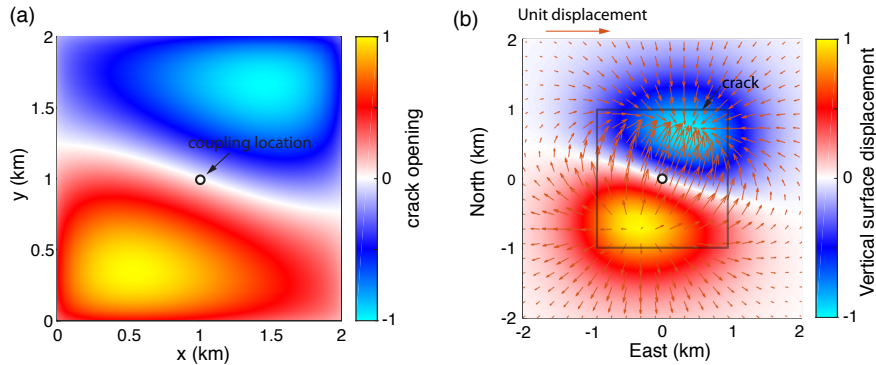 (a)
2
1.5
1
0.5
0
y (km)
0
0.5
1
1.5
2
x (km)
coupling location
1
0
-1
crack opening
Unit displacement
(b)
2
1
0
-1
-2
North (km)
-2
-1
0
1
2
East (km)
crack
1
0
-1
Vertical surface displacement